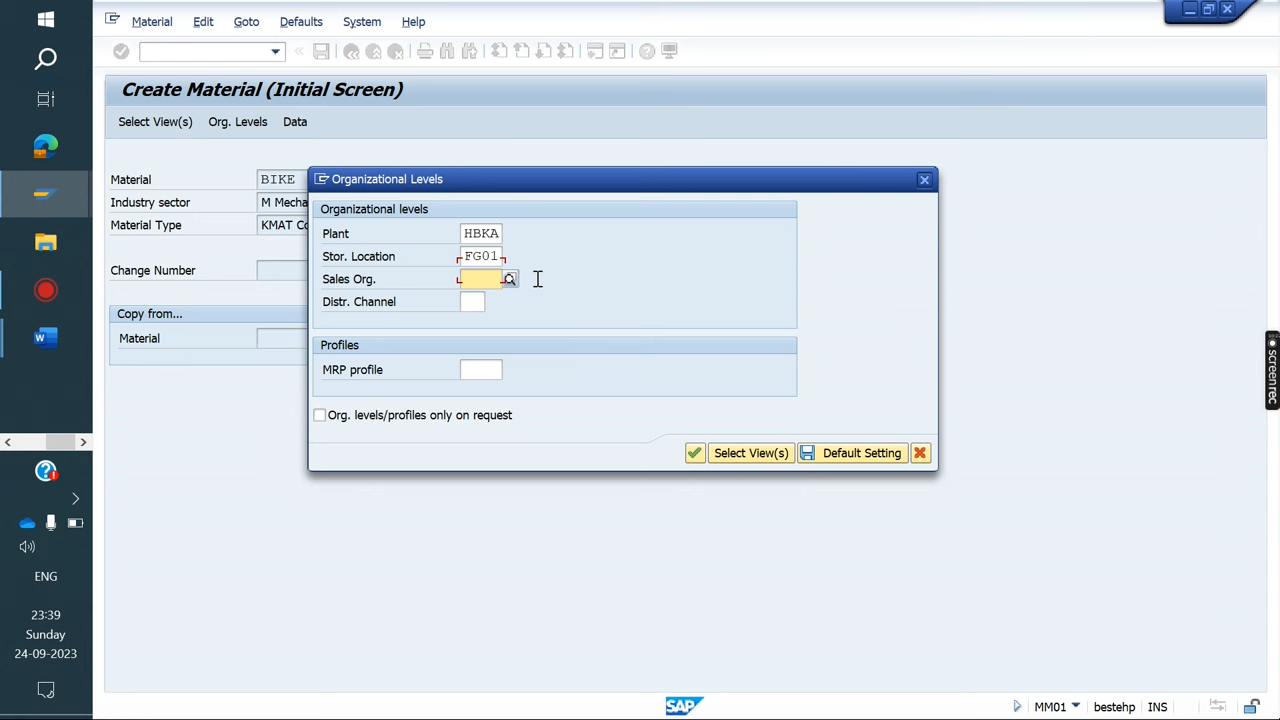 Material Edit Goto Defaults System Help
Create Material (Initial Screen)
Select View(s) Org. Levels Data
Material BIKE
Industry sector M Mecha
Material Type KMAT Co
Change Number
Copy from...
Material
Organizational Levels
Organizational levels
Plant HBKA
Stor. Location FG01
Sales Org.
Distr. Channel
Profiles
MRP profile
Org. levels/profiles only on request
Select View(s) Default Setting
screenrec
ENG
23:39
Sunday
24-09-2023
SAP
MM01 bestehp INS